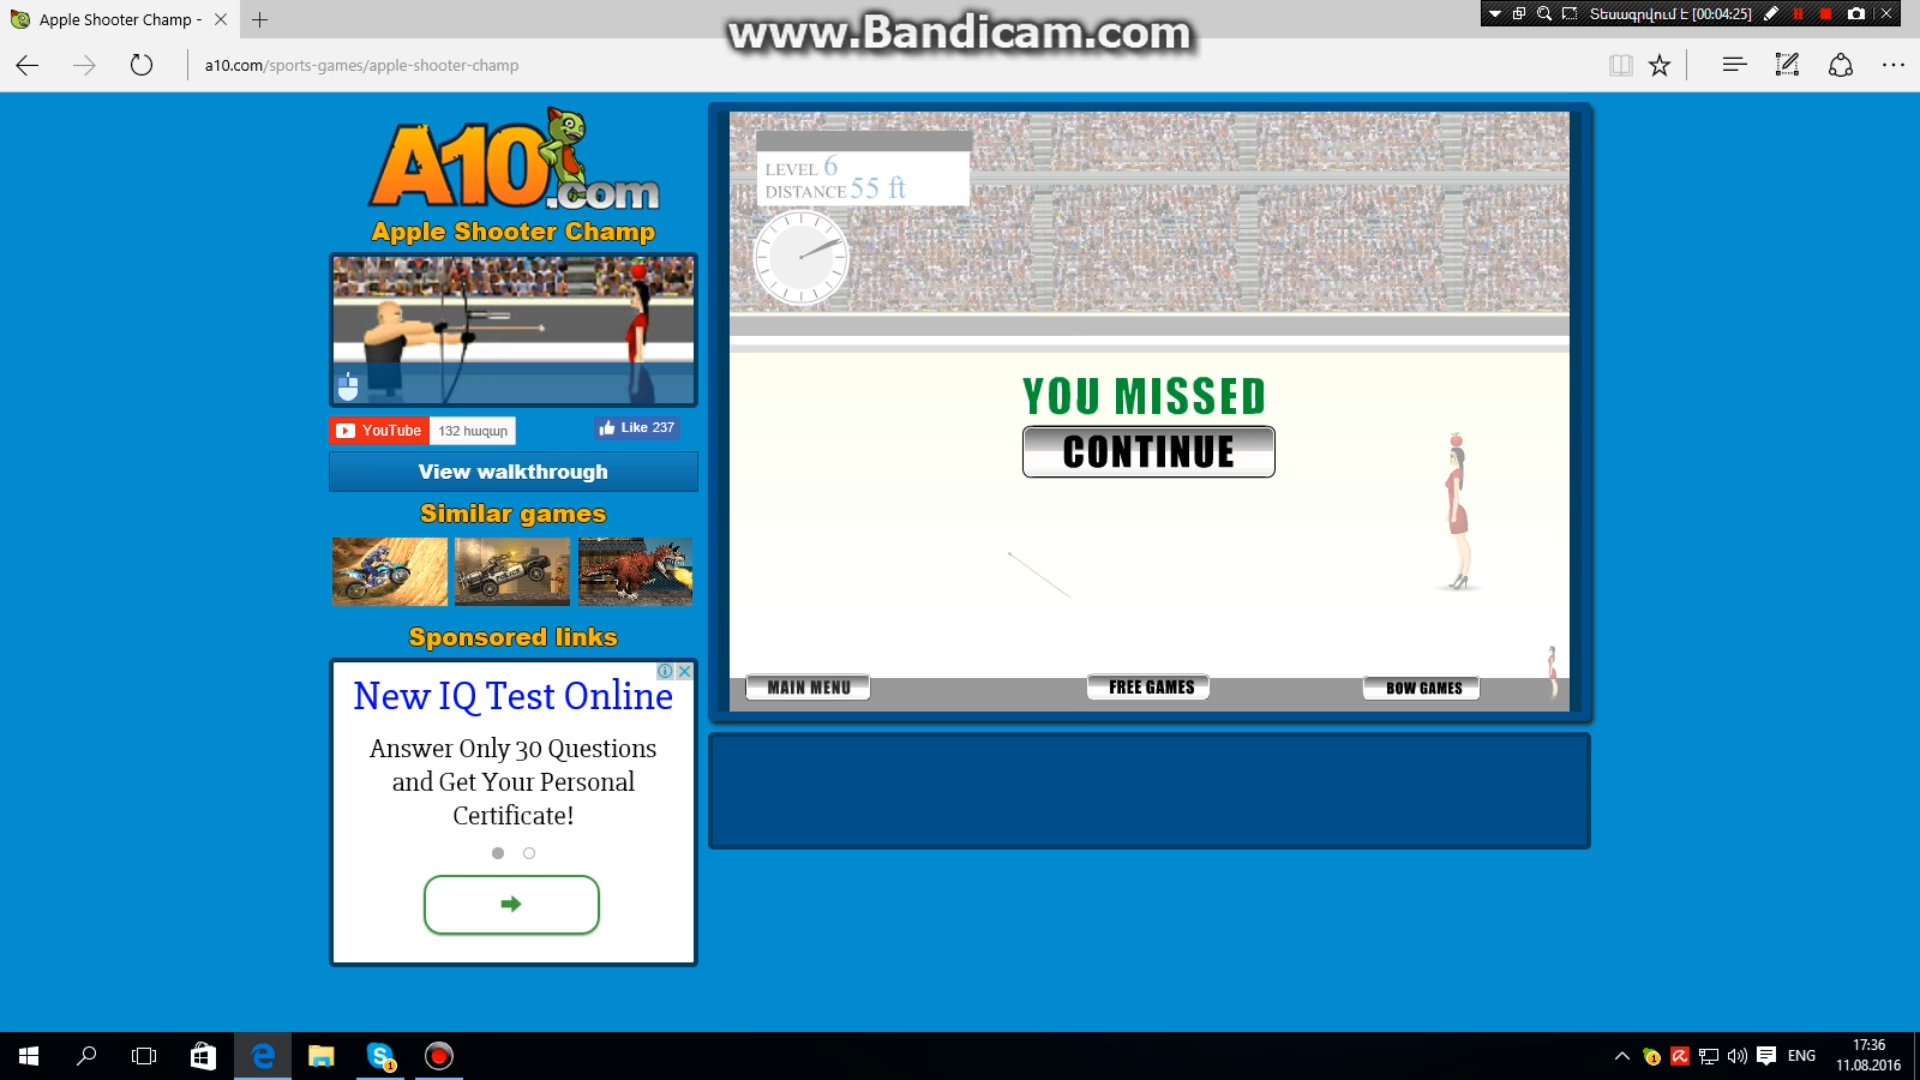 Apple Shooter Champ -
www.Bandicam.com
Տեսագրվում է [00:04:25]
a10.com/sports-games/apple-shooter-champ
A10.com
Apple Shooter Champ
YouTube
132 հազար
Like 237
View walkthrough
Similar games
POLICE
Sponsored links
New IQ Test Online
Answer Only 30 Questions
and Get Your Personal
Certificate!
LEVEL 6
DISTANCE 55 ft
YOU MISSED
CONTINUE
MAIN MENU
FREE GAMES
BOW GAMES
1
1
ENG
17:36
11.08.2016